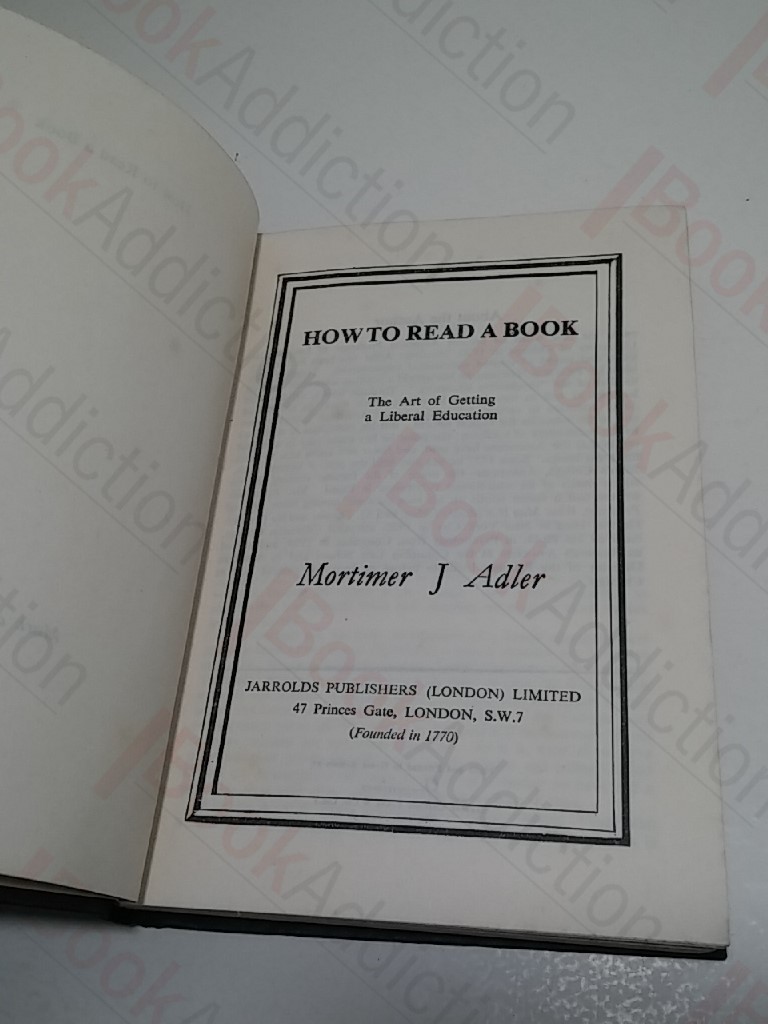 HOW TO READ A BOOK
The Art of Getting
a Liberal Education
Mortimer J Adler
JARROLDS PUBLISHERS (LONDON) LIMITED
47 Princes Gate, LONDON, S.W.7
(Founded in 1770)
BookAddiction